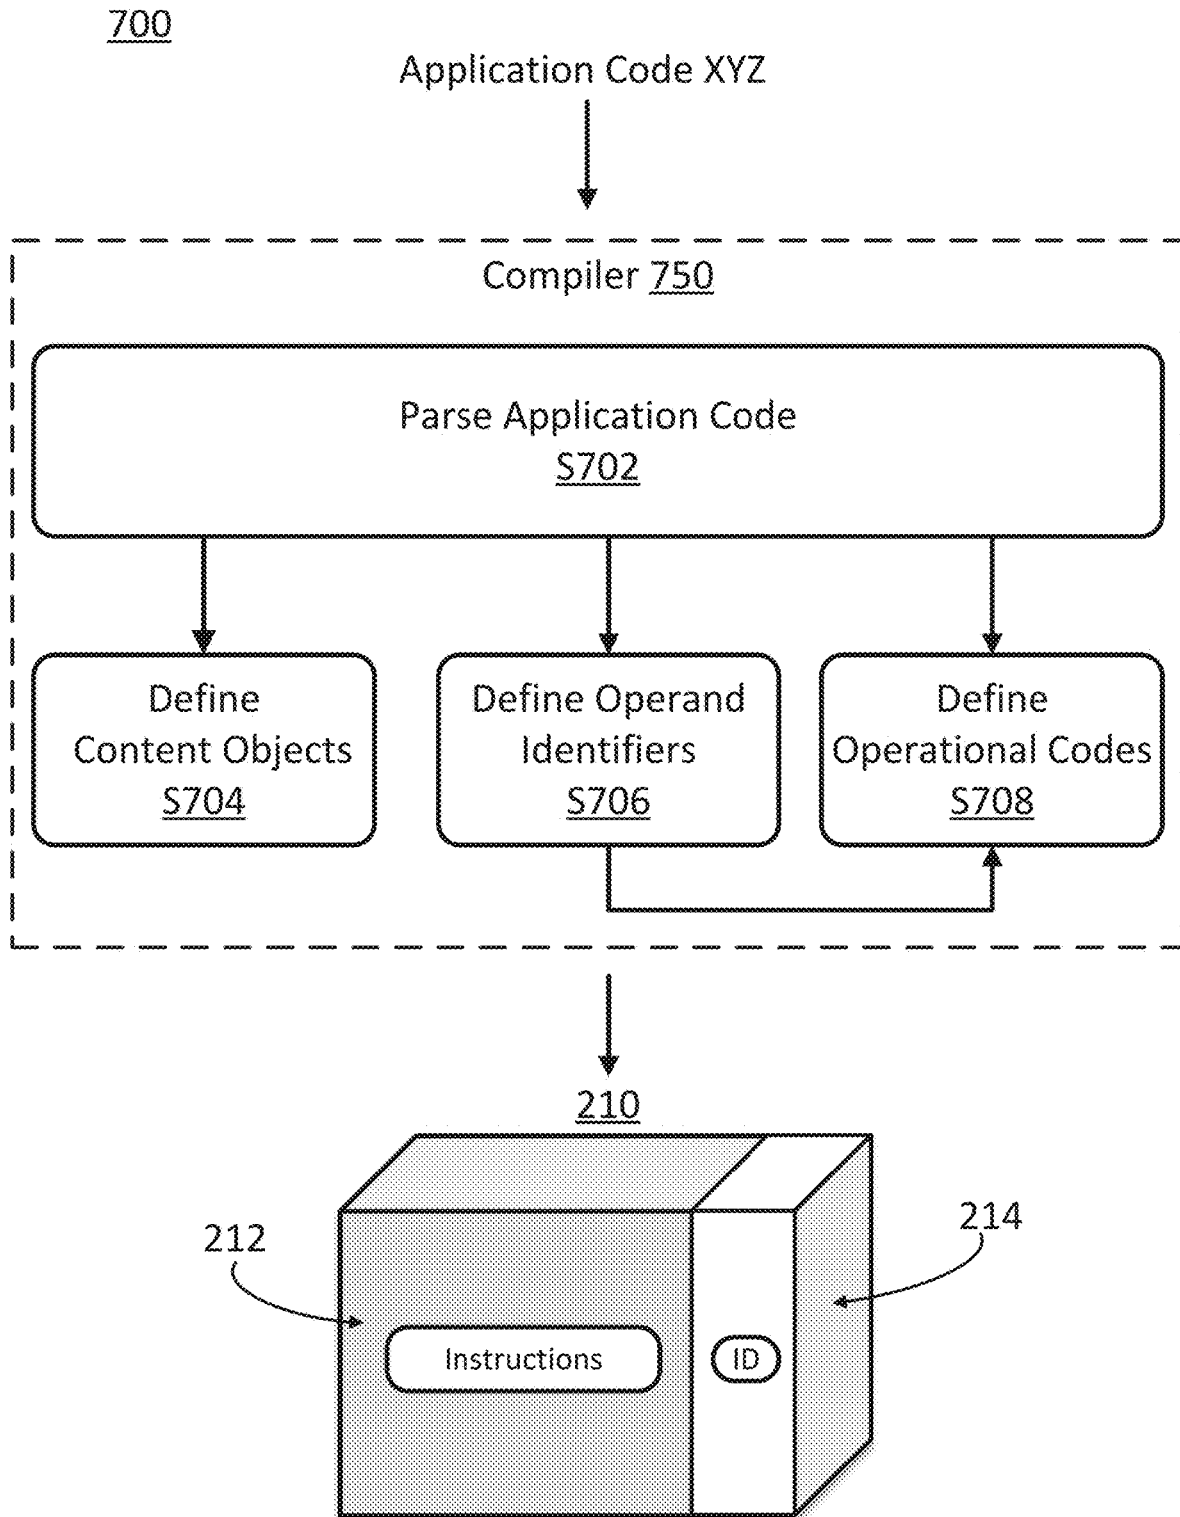 700
Application Code XYZ
Compiler 750
Parse Application Code
S702
Define
Content Objects
S704
Define Operand
Identifiers
S706
Define
Operational Codes
S708
210
212
214
Instructions
ID